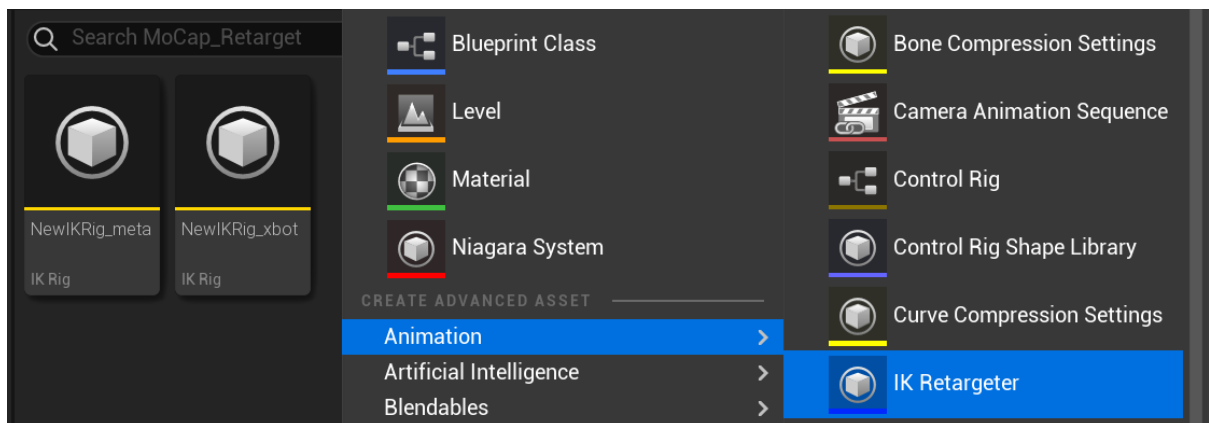 Search MoCap_Retarget
NewIKRig_meta
IK Rig
NewIKRig_xbot
IK Rig
Blueprint Class
Level
Material
Niagara System
CREATE ADVANCED ASSET
Animation
Artificial Intelligence
Blendables
Bone Compression Settings
Camera Animation Sequence
Control Rig
Control Rig Shape Library
Curve Compression Settings
IK Retargeter